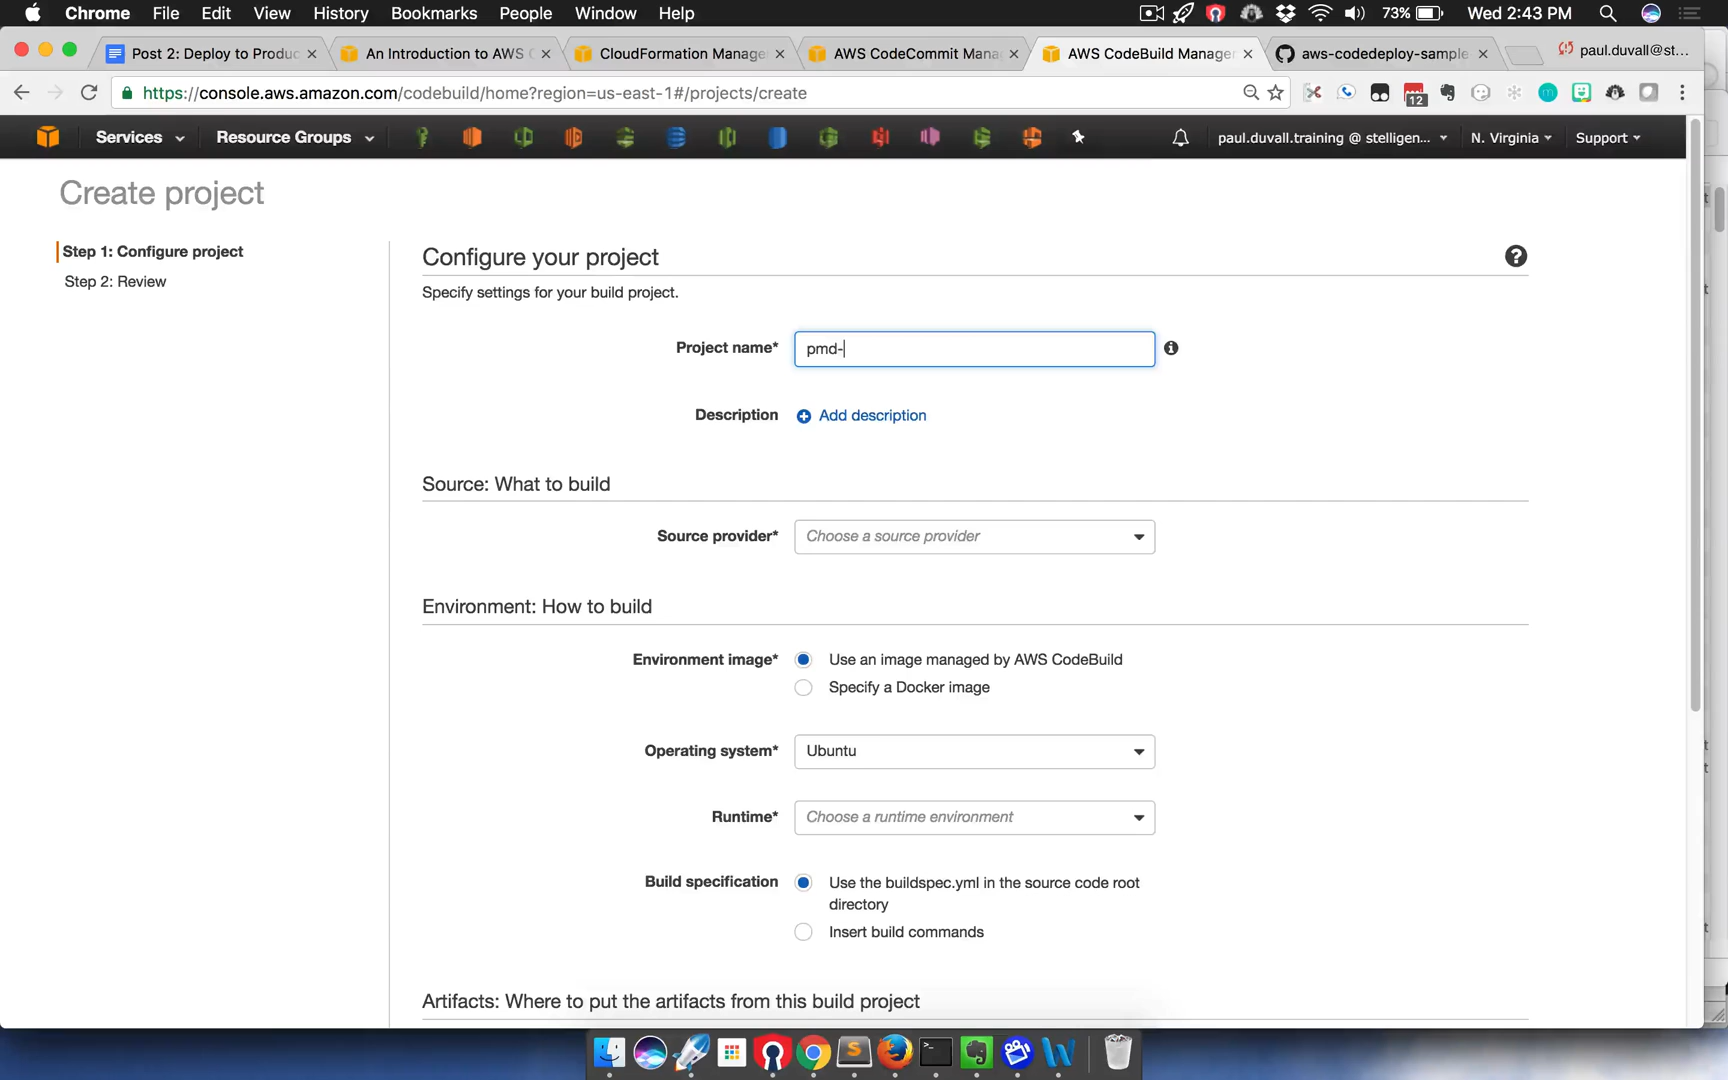 Chrome File Edit View History Bookmarks People Window Help 73% Wed 2:43 PM
Post 2: Deploy to Produc An Introduction to AWS C CloudFormation Manage AWS CodeCommit Mana AWS CodeBuild Manage aws-codedeploy-sample paul.duvall@st...
https://console.aws.amazon.com/codebuild/home?region=us-east-1#/projects/create 12
Services Resource Groups paul.duvall.training @ stelligen... N. Virginia Support
Create project
Step 1: Configure project
Step 2: Review
Configure your project
Specify settings for your build project.
Project name* pmd-
Description Add description
Source: What to build
Source provider* Choose a source provider
Environment: How to build
Environment image* Use an image managed by AWS CodeBuild
Specify a Docker image
Operating system* Ubuntu
Runtime* Choose a runtime environment
Build specification Use the buildspec.yml in the source code root
directory
Insert build commands
Artifacts: Where to put the artifacts from this build project